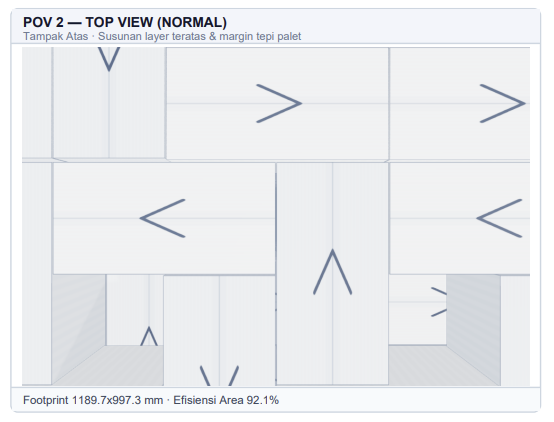 POV 2 — TOP VIEW (NORMAL)
Tampak Atas · Susunan layer teratas & margin tepi palet
Footprint 1189.7x997.3 mm · Efisiensi Area 92.1%